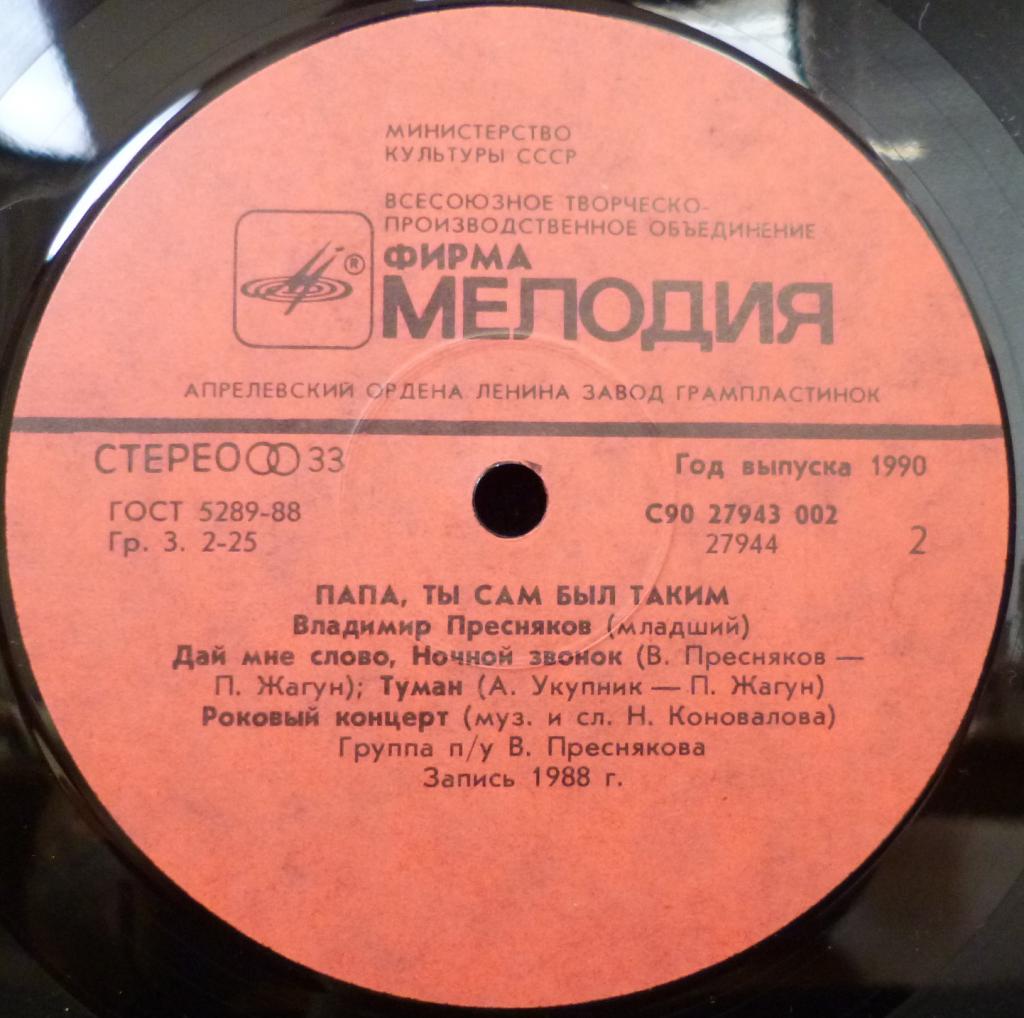 МИНИСТЕРСТВО
КУЛЬТУРЫ СССР
ВСЕСОЮЗНОЕ ТВОРЧЕСКО-
ПРОИЗВОДСТВЕННОЕ ОБЪЕДИНЕНИЕ
ФИРМА
®
МЕЛОДИЯ
АПРЕЛЕВСКИЙ ОРДЕНА ЛЕНИНА ЗАВОД ГРАМПЛАСТИНОК
СТЕРЕО 33
Год выпуска 1990
ГОСТ 5289-88
С90 27943 002
Гр. 3. 2-25
27944
2
ПАПА, ТЫ САМ БЫЛ ТАКИМ
Владимир Пресняков (младший)
Дай мне слово, Ночной звонок (В. Пресняков —
П. Жагун); Туман (А. Укупник — П. Жагун)
Роковый концерт (муз. и сл. Н. Коновалова)
Группа п/у В. Преснякова
Запись 1988 г.